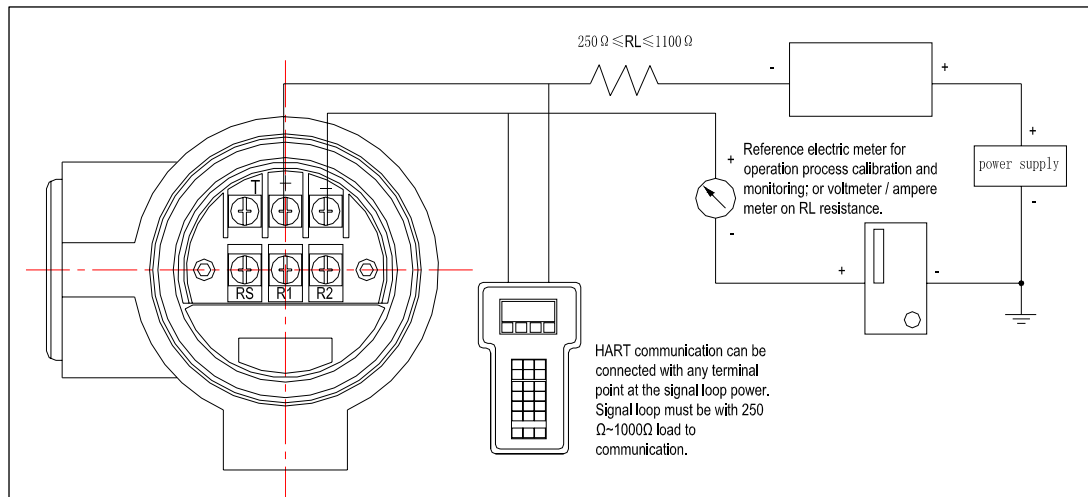 250Ω≤RL≤1100Ω
- +
+
power supply
-
Reference electric meter for
operation process calibration and
monitoring; or voltmeter / ampere
meter on RL resistance.
+
-
+ -
T + -
RS R1 R2
HART communication can be
connected with any terminal
point at the signal loop power.
Signal loop must be with 250
Ω~1000Ω load to
communication.